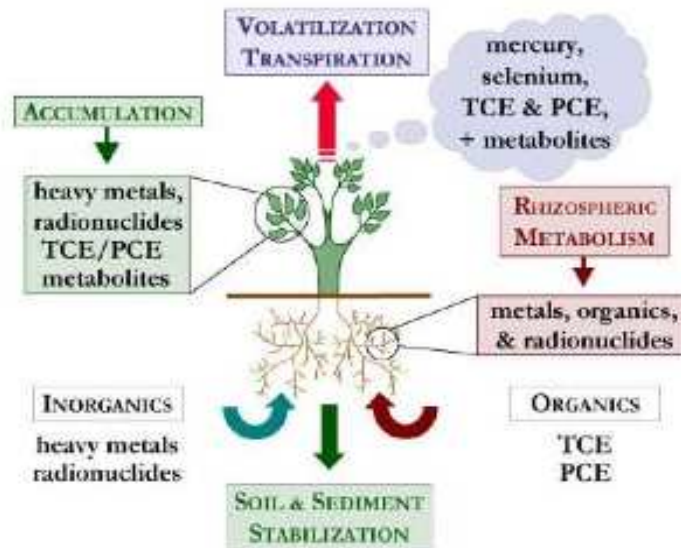 VOLATILIZATION
TRANSPIRATION
mercury,
selenium,
TCE & PCE,
+ metabolites
ACCUMULATION
heavy metals,
radionuclides
TCE/PCE
metabolites
RHIZOSPHERIC
METABOLISM
metals, organics,
& radionuclides
INORGANICS
heavy metals
radionuclides
ORGANICS
TCE
PCE
SOIL & SEDIMENT
STABILIZATION